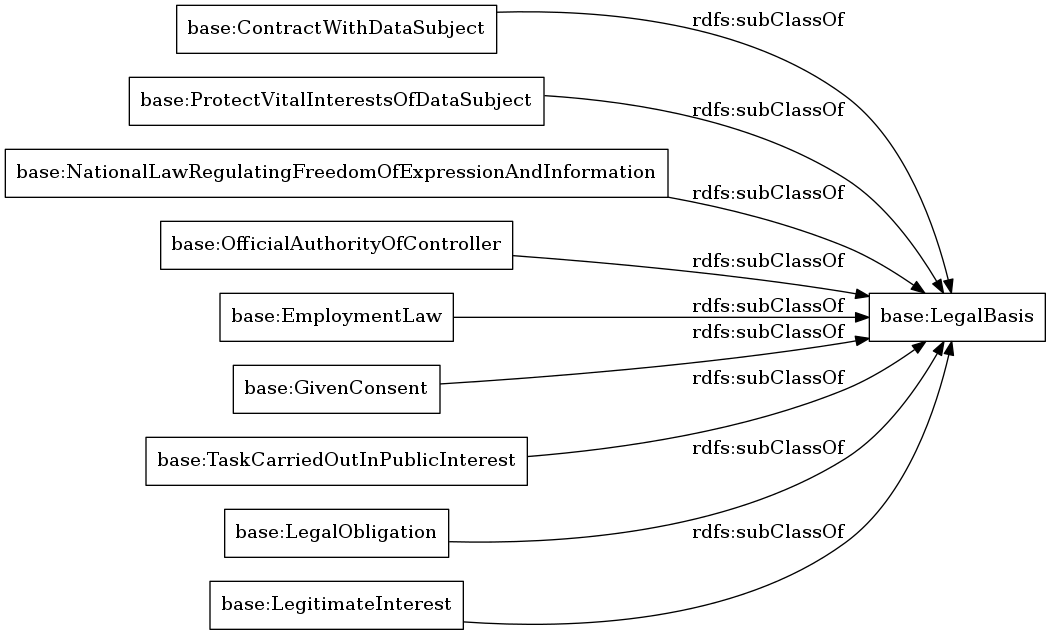 base:ContractWithDataSubject
rdfs:subClassOf
base:ProtectVitalInterestsOfDataSubject
rdfs:subClassOf
base:NationalLawRegulatingFreedomOfExpressionAndInformation
rdfs:subClassOf
base:OfficialAuthorityOfController
rdfs:subClassOf
base:EmploymentLaw
rdfs:subClassOf
base:LegalBasis
rdfs:subClassOf
base:GivenConsent
rdfs:subClassOf
base:TaskCarriedOutInPublicInterest
rdfs:subClassOf
base:LegalObligation
rdfs:subClassOf
base:LegitimateInterest